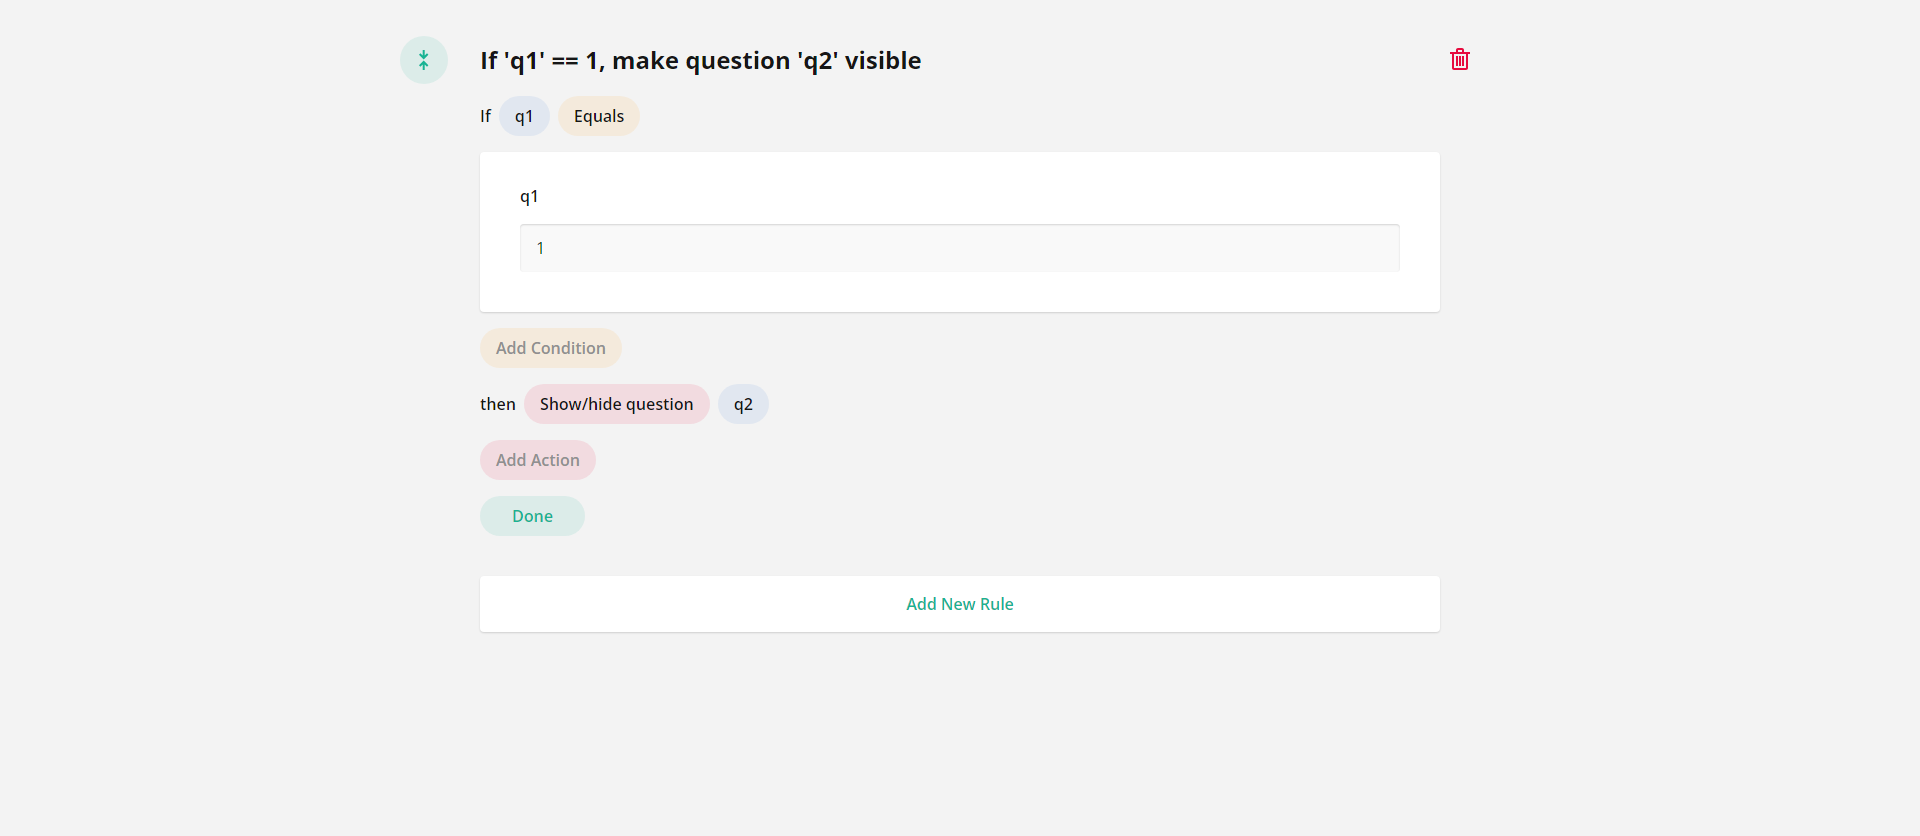 If 'q1' == 1, make question 'q2' visible
If q1 Equals
q1
1
Add Condition
then Show/hide question q2
Add Action
Done
Add New Rule